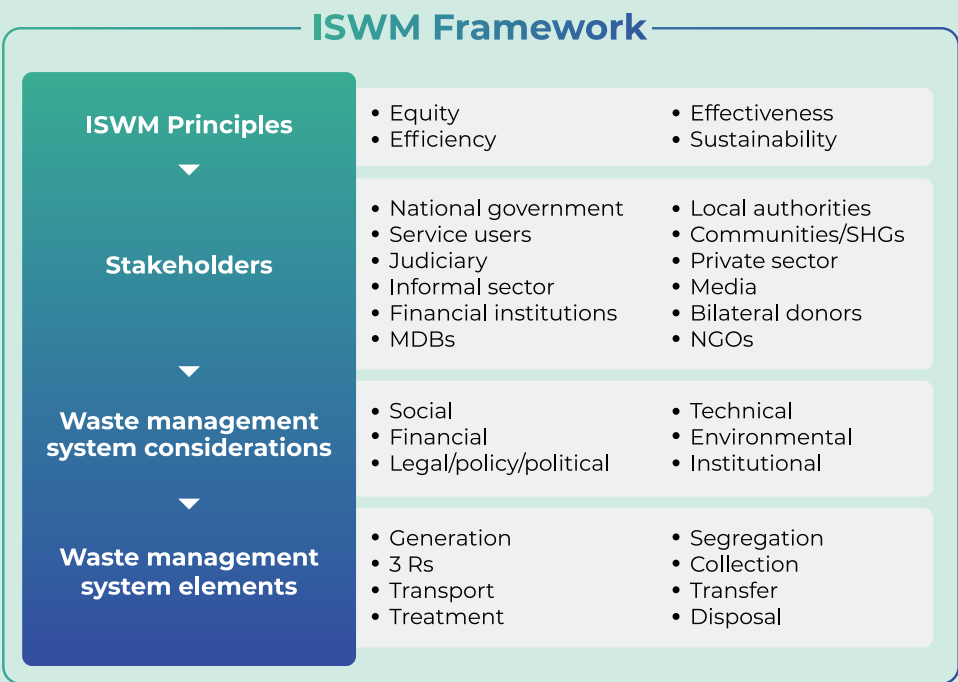 ISWM Framework
ISWM Principles
• Equity
• Efficiency
• Effectiveness
• Sustainability
Stakeholders
• National government
• Service users
• Judiciary
• Informal sector
• Financial institutions
• MDBs
• Local authorities
• Communities/SHGs
• Private sector
• Media
• Bilateral donors
• NGOs
Waste management
system considerations
• Social
• Financial
• Legal/policy/political
• Technical
• Environmental
• Institutional
Waste management
system elements
• Generation
• 3 Rs
• Transport
• Treatment
• Segregation
• Collection
• Transfer
• Disposal